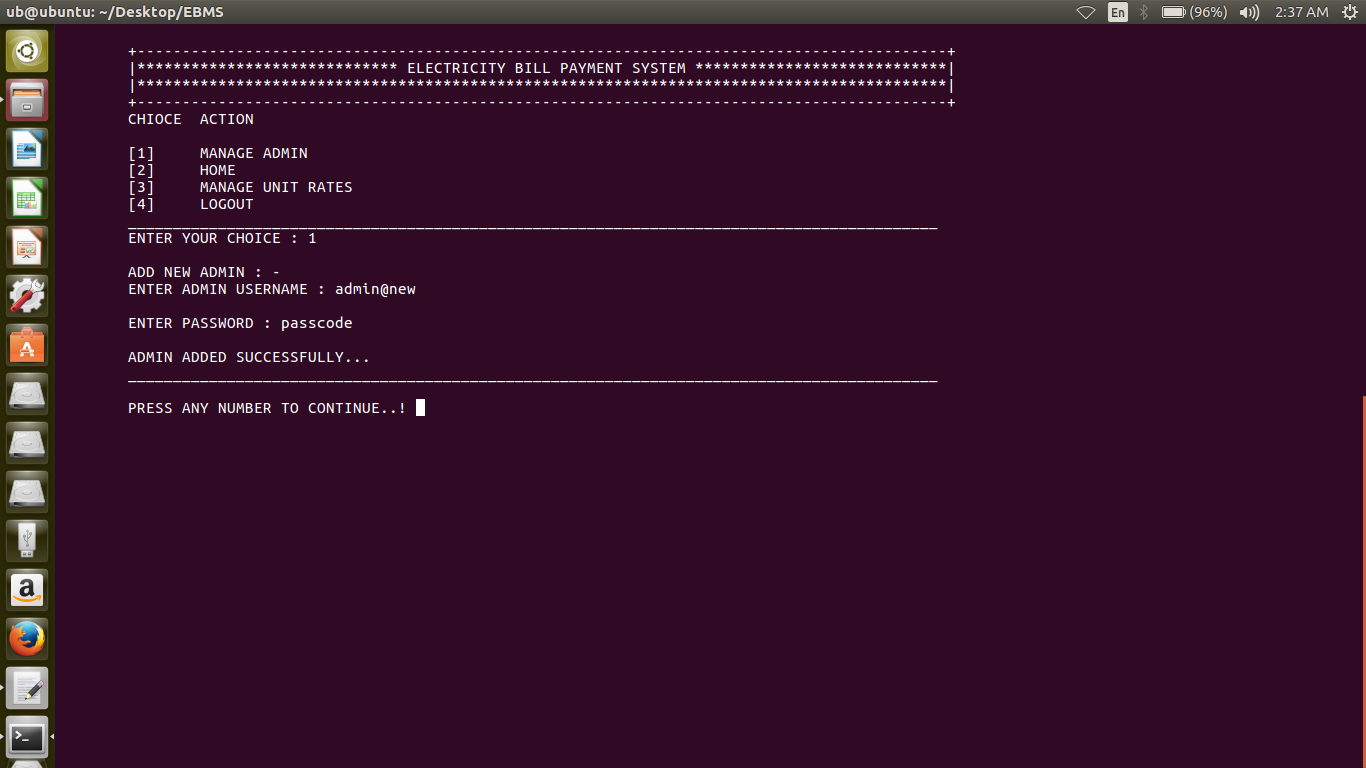 ub@ubuntu: ~/Desktop/EBMS En (96%) 2:37 AM
+------------------------------------------------------------------------------------------+
|***************************** ELECTRICITY BILL PAYMENT SYSTEM ****************************|
|******************************************************************************************|
+------------------------------------------------------------------------------------------+
CHIOCE  ACTION
[1]     MANAGE ADMIN
[2]     HOME
[3]     MANAGE UNIT RATES
[4]     LOGOUT
__________________________________________________________________________________________
ENTER YOUR CHOICE : 1
ADD NEW ADMIN : -
ENTER ADMIN USERNAME : admin@new
ENTER PASSWORD : passcode
ADMIN ADDED SUCCESSFULLY...
__________________________________________________________________________________________
PRESS ANY NUMBER TO CONTINUE..!